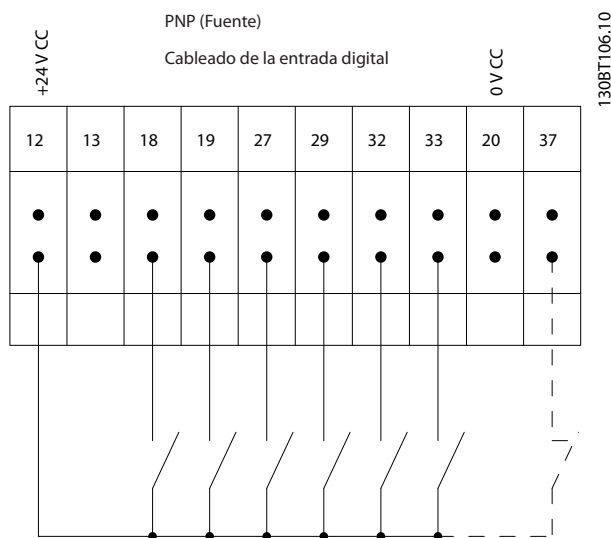 PNP (Fuente)
Cableado de la entrada digital
+24 V CC
0 V CC
130BT106.10
12 13 18 19 27 29 32 33 20 37